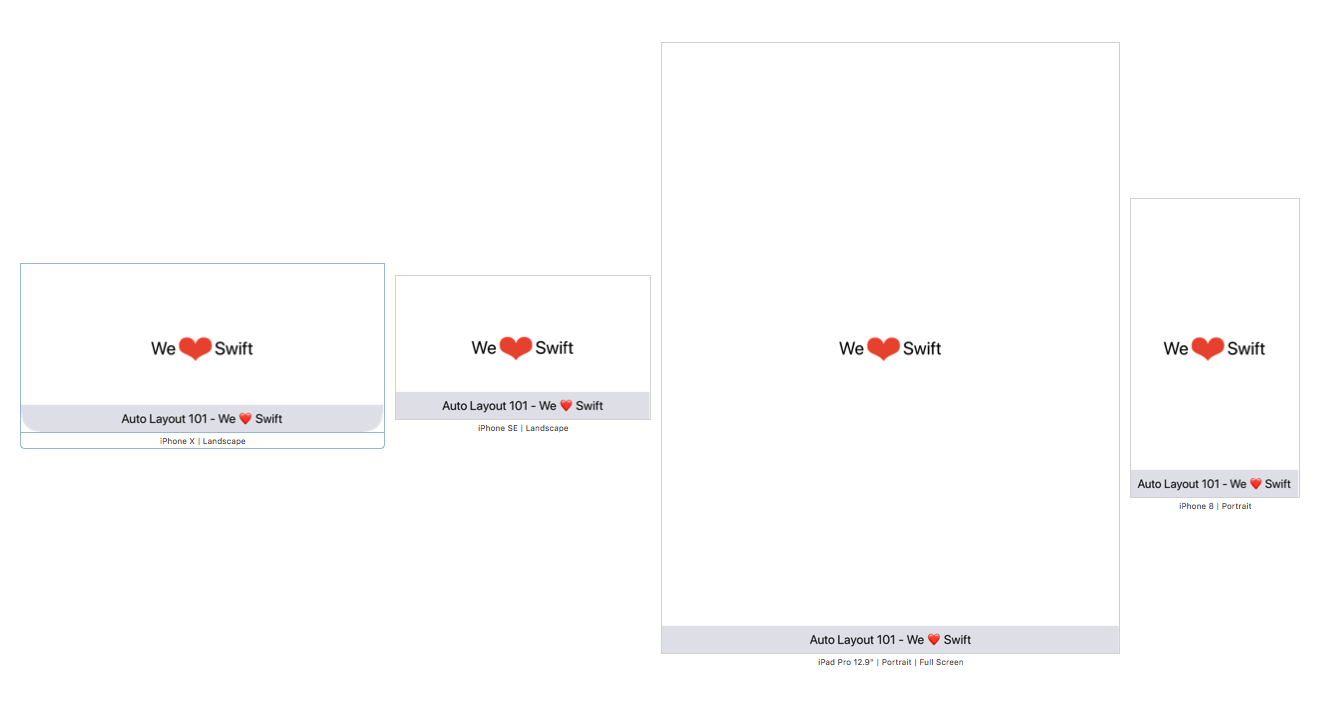 We ❤ Swift
Auto Layout 101 - We ❤️ Swift
iPhone X | Landscape
We ❤ Swift
Auto Layout 101 - We ❤️ Swift
iPhone SE | Landscape
We ❤ Swift
Auto Layout 101 - We ❤️ Swift
iPad Pro 12.9" | Portrait | Full Screen
We ❤ Swift
Auto Layout 101 - We ❤️ Swift
iPhone 8 | Portrait